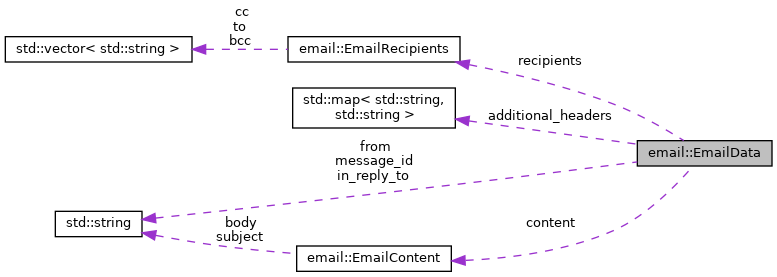 cc
to
bcc
std::vector< std::string >
email::EmailRecipients
recipients
std::map< std::string,
std::string >
additional_headers
email::EmailData
from
message_id
in_reply_to
std::string
body
subject
content
email::EmailContent